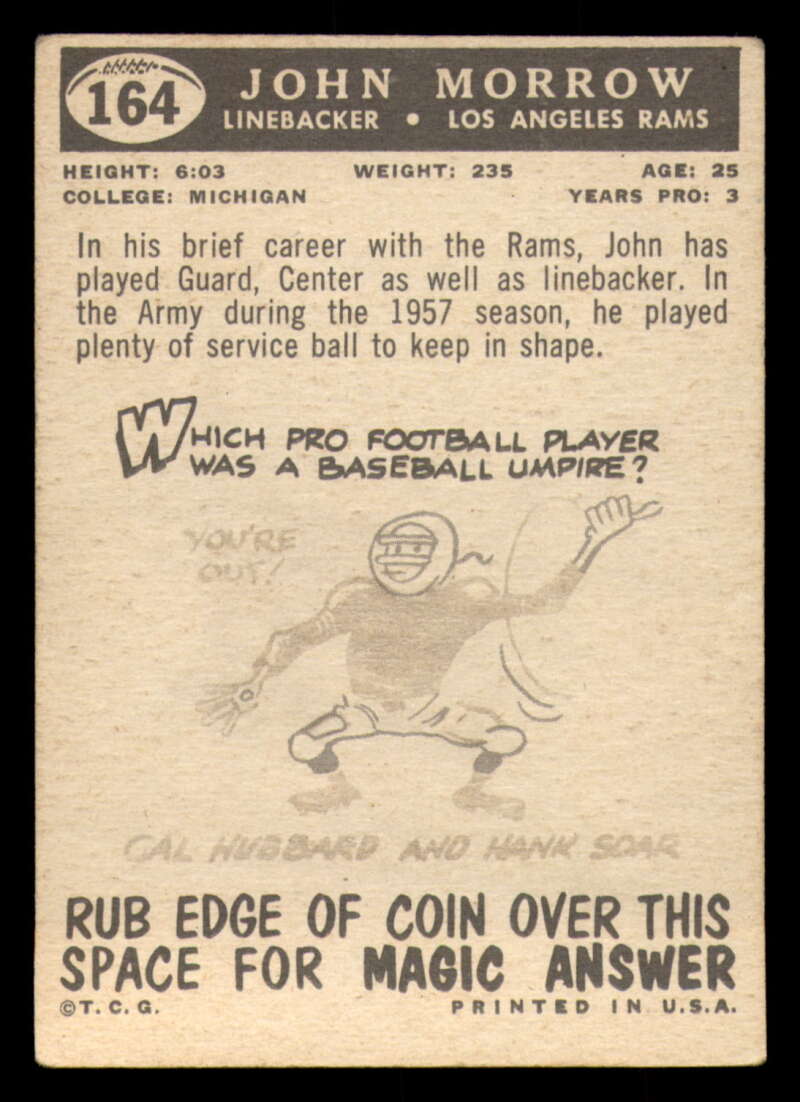 164
JOHN MORROW
LINEBACKER • LOS ANGELES RAMS
HEIGHT: 6:03 WEIGHT: 235 AGE: 25
COLLEGE: MICHIGAN YEARS PRO: 3
In his brief career with the Rams, John has
played Guard, Center as well as linebacker. In
the Army during the 1957 season, he played
plenty of service ball to keep in shape.
WHICH PRO FOOTBALL PLAYER
WAS A BASEBALL UMPIRE?
YOU'RE
OUT!
CAL HUBBARD AND HANK SOAR
RUB EDGE OF COIN OVER THIS
SPACE FOR MAGIC ANSWER
©T.C.G. PRINTED IN U.S.A.